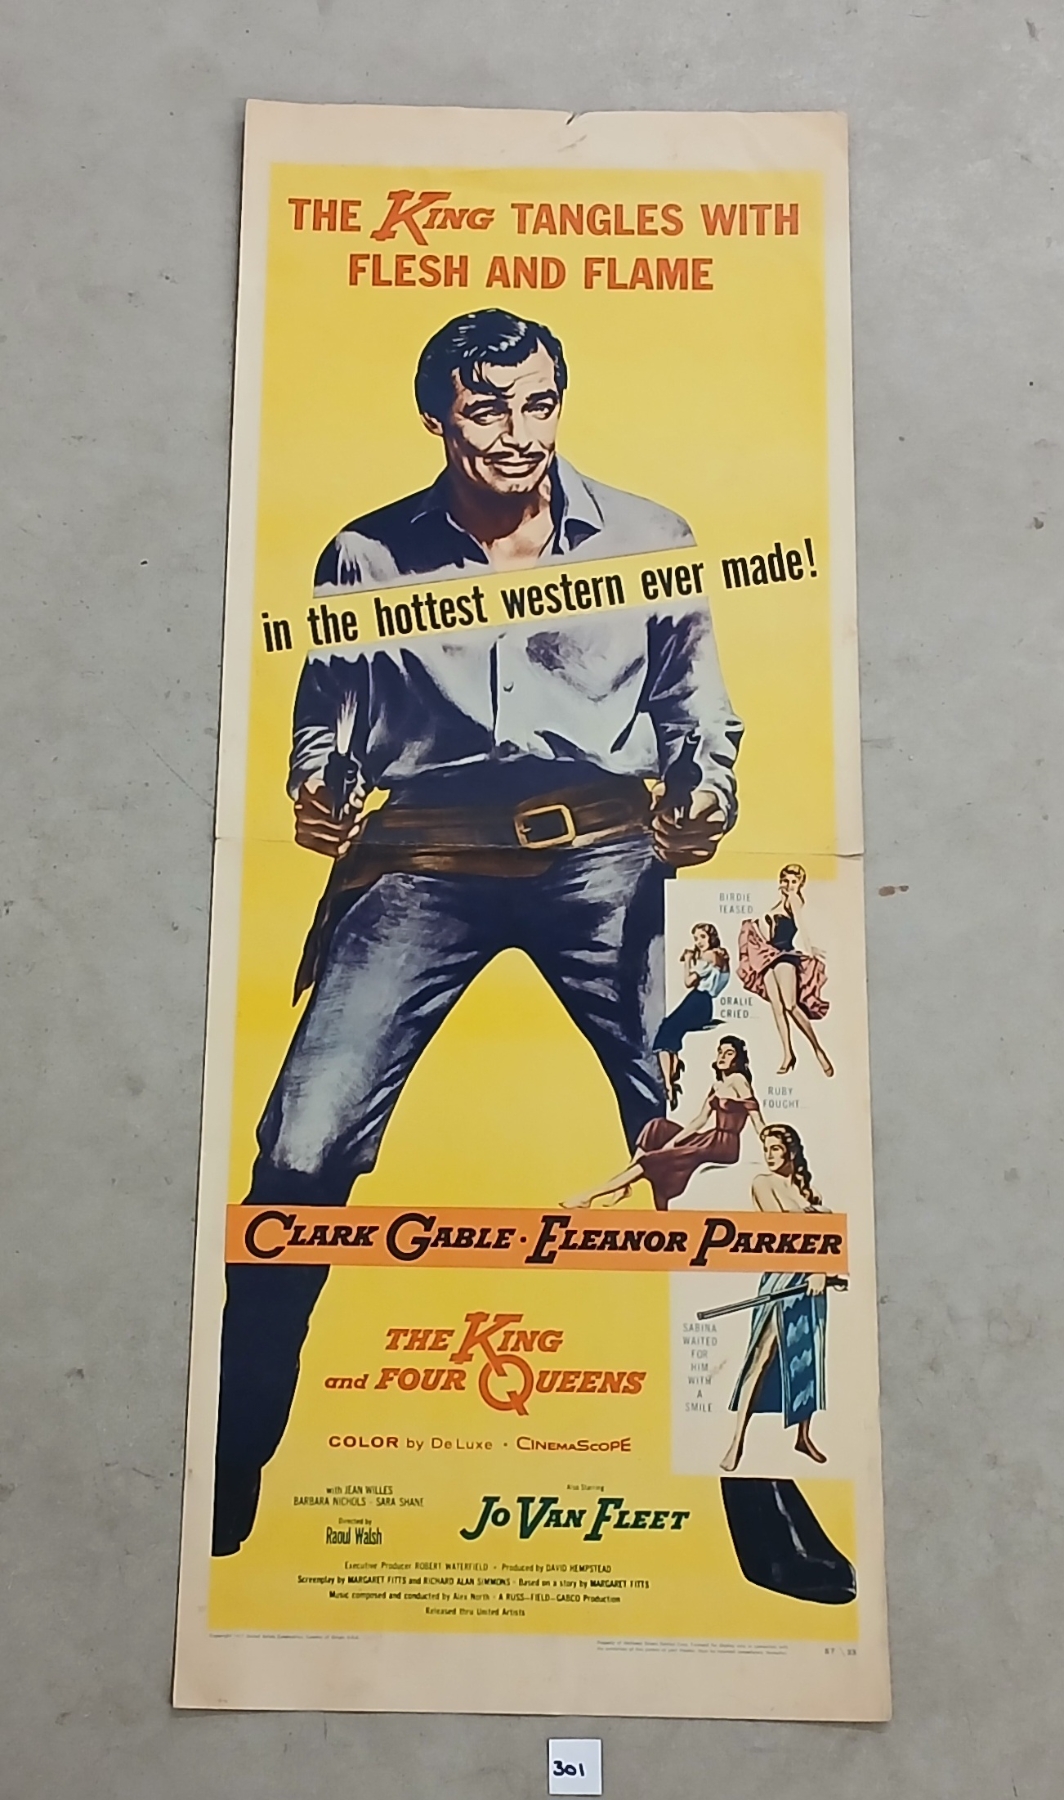 THE KING TANGLES WITH
FLESH AND FLAME
in the hottest western ever made!
BIRDIE
TEASED...
ORALIE
CRIED...
RUBY
FOUGHT...
CLARK GABLE · ELEANOR PARKER
SABINA
WAITED
FOR
HIM
WITH
A
SMILE
THE KING
and FOUR QUEENS
COLOR by DeLuxe · CINEMASCOPE
with JEAN WILLES
BARBARA NICHOLS · SARA SHANE
Directed by
Raoul Walsh
Also Starring
JO VAN FLEET
Executive Producer ROBERT WATERFIELD · Produced by DAVID HEMPSTEAD
Screenplay by MARGARET FITTS and RICHARD ALAN SIMMONS · Based on a story by MARGARET FITTS
Music composed and conducted by Alex North · A RUSS-FIELD-GABCO Production
Released thru United Artists
301